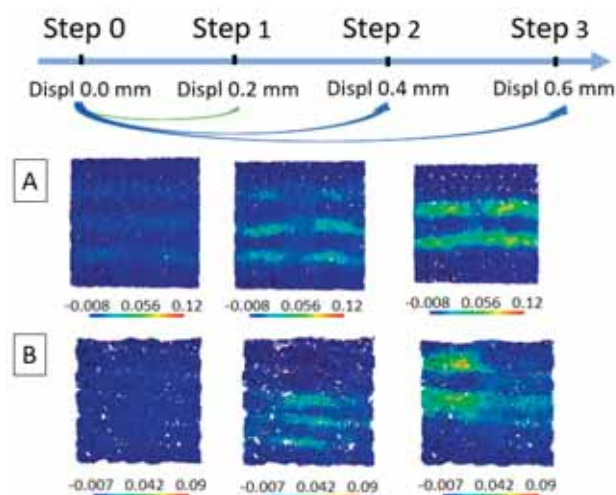 Step 0 Step 1 Step 2 Step 3
Displ 0.0 mm Displ 0.2 mm Displ 0.4 mm Displ 0.6 mm
A
-0.008 0.056 0.12 -0.008 0.056 0.12 -0.008 0.056 0.12
B
-0.007 0.042 0.09 -0.007 0.042 0.09 -0.007 0.042 0.09